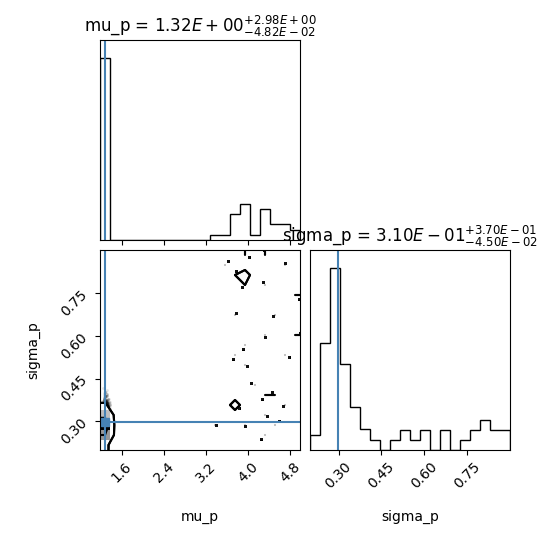 mu_p = 1.32E + 00 +2.98E + 00 −4.82E − 02
sigma_p = 3.10E − 01 +3.70E − 01 −4.50E − 02
0.75
0.60
0.45
0.30
sigma_p
1.6 2.4 3.2 4.0 4.8
0.30 0.45 0.60 0.75
mu_p
sigma_p